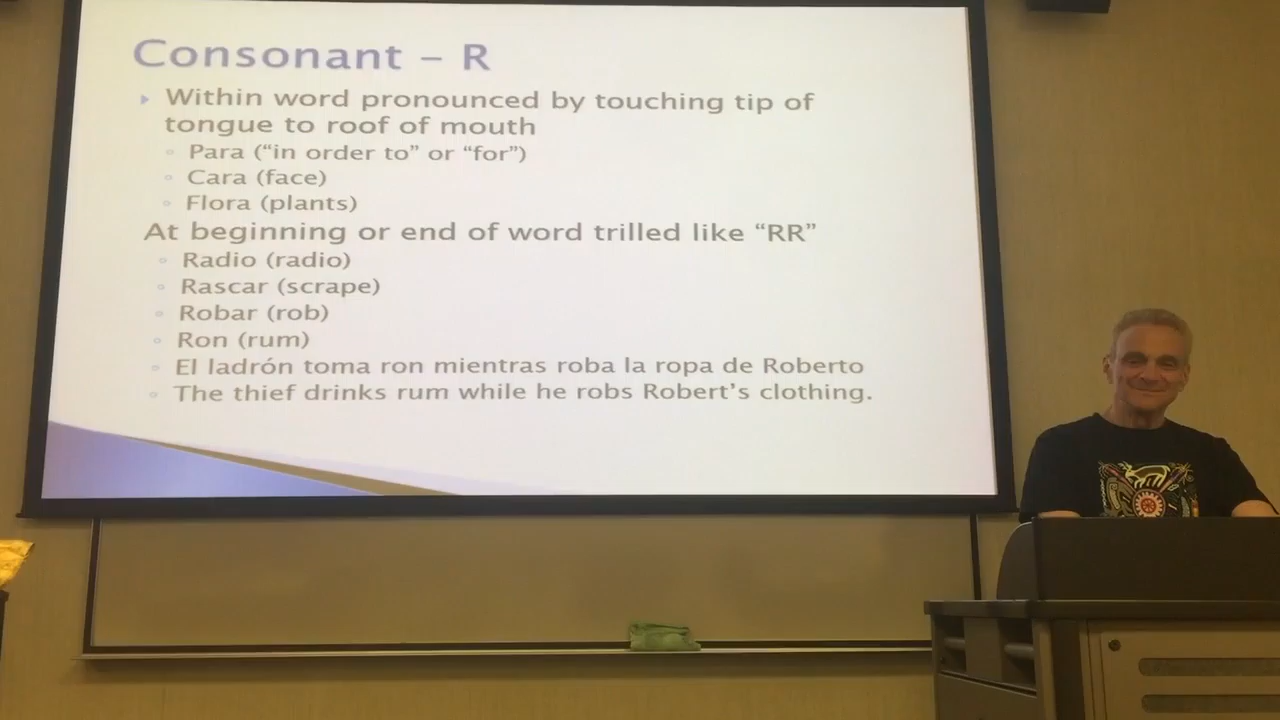 Consonant – R
Within word pronounced by touching tip of
tongue to roof of mouth
Para (“in order to” or “for”)
Cara (face)
Flora (plants)
At beginning or end of word trilled like “RR”
Radio (radio)
Rascar (scrape)
Robar (rob)
Ron (rum)
El ladrón toma ron mientras roba la ropa de Roberto
The thief drinks rum while he robs Robert’s clothing.